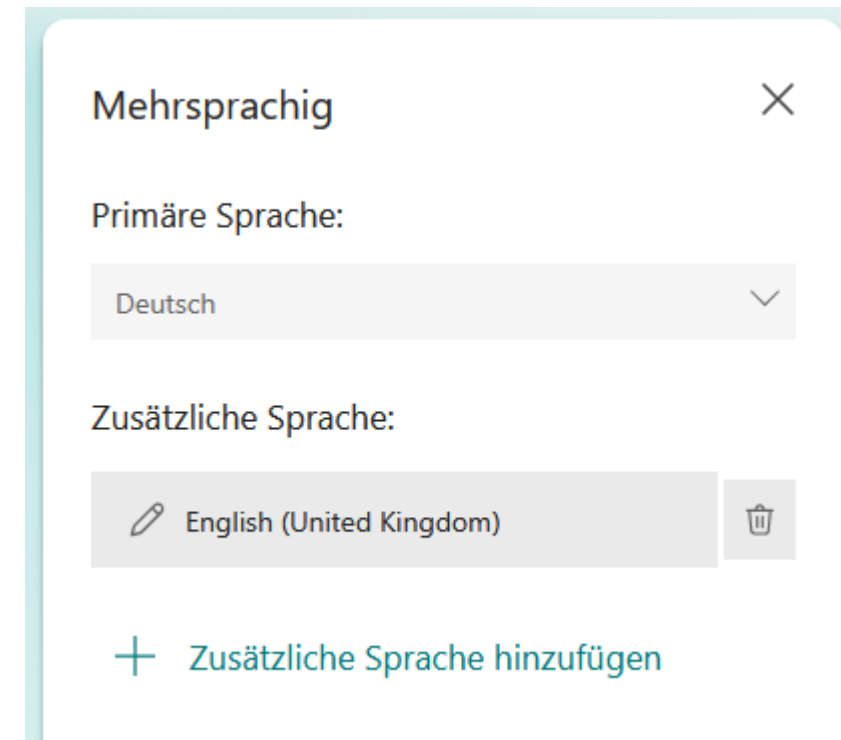 Mehrsprachig
Primäre Sprache:
Deutsch
Zusätzliche Sprache:
English (United Kingdom)
Zusätzliche Sprache hinzufügen